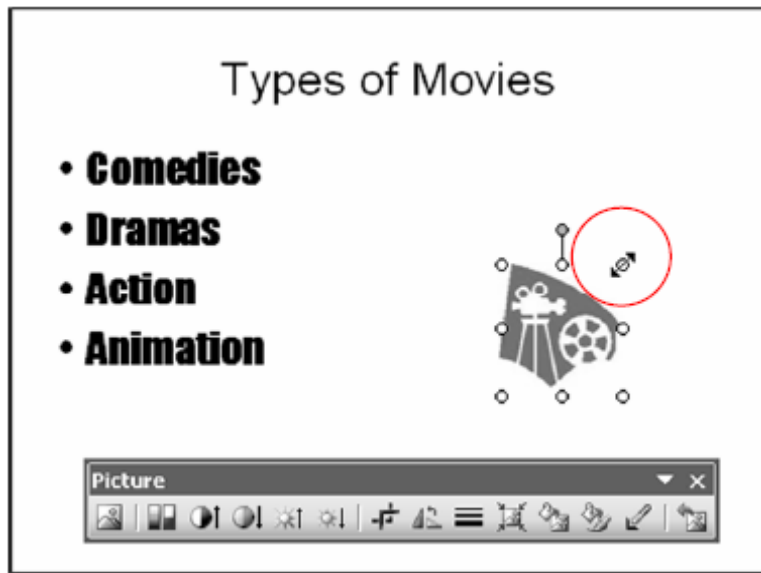 Types of Movies
• Comedies
• Dramas
• Action
• Animation
Picture